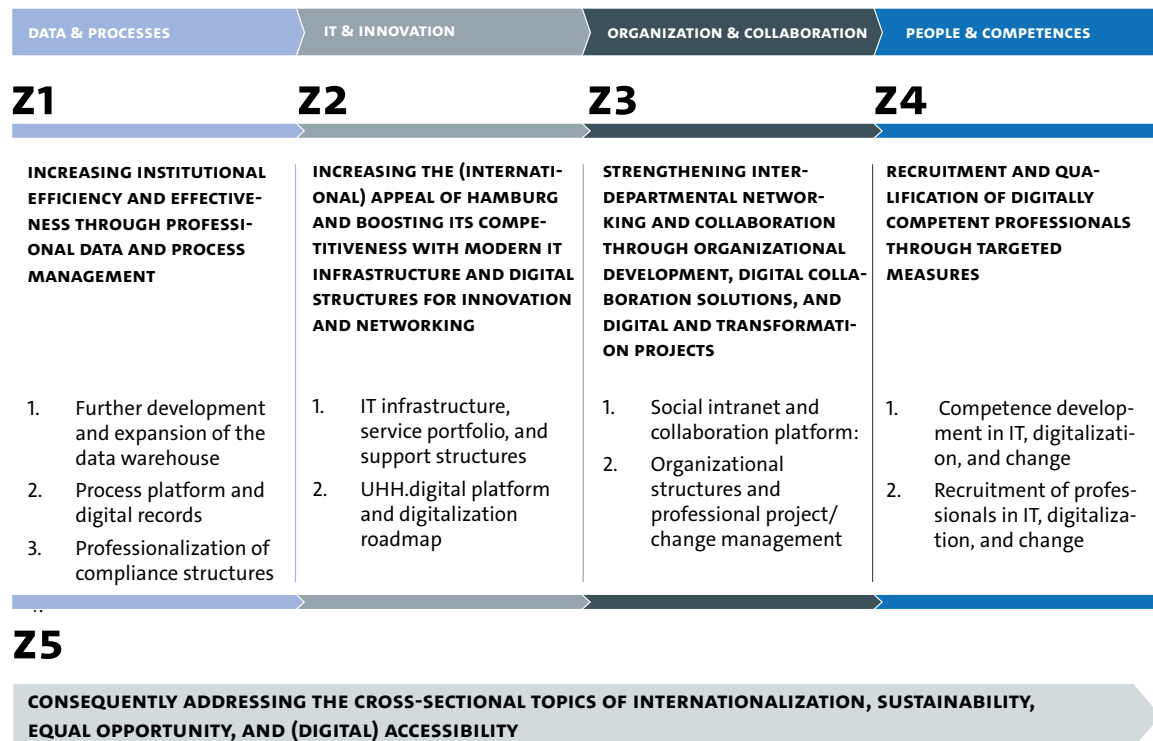 DATA & PROCESSES
IT & INNOVATION
ORGANIZATION & COLLABORATION
PEOPLE & COMPETENCES
Z1
Z2
Z3
Z4
INCREASING INSTITUTIONAL
EFFICIENCY AND EFFECTIVE-
NESS THROUGH PROFESSI-
ONAL DATA AND PROCESS
MANAGEMENT
INCREASING THE (INTERNATI-
ONAL) APPEAL OF HAMBURG
AND BOOSTING ITS COMPE-
TITIVENESS WITH MODERN IT
INFRASTRUCTURE AND DIGITAL
STRUCTURES FOR INNOVATION
AND NETWORKING
STRENGTHENING INTER-
DEPARTMENTAL NETWOR-
KING AND COLLABORATION
THROUGH ORGANIZATIONAL
DEVELOPMENT, DIGITAL COLLA-
BORATION SOLUTIONS, AND
DIGITAL AND TRANSFORMATI-
ON PROJECTS
RECRUITMENT AND QUA-
LIFICATION OF DIGITALLY
COMPETENT PROFESSIONALS
THROUGH TARGETED
MEASURES
1. Further development
and expansion of the
data warehouse
2. Process platform and
digital records
3. Professionalization of
compliance structures
1. IT infrastructure,
service portfolio, and
support structures
2. UHH.digital platform
and digitalization
roadmap
1. Social intranet and
collaboration platform:
2. Organizational
structures and
professional project/
change management
1. Competence develop-
ment in IT, digitalizati-
on, and change
2. Recruitment of profes-
sionals in IT, digitaliza-
tion, and change
Z5
CONSEQUENTLY ADDRESSING THE CROSS-SECTIONAL TOPICS OF INTERNATIONALIZATION, SUSTAINABILITY,
EQUAL OPPORTUNITY, AND (DIGITAL) ACCESSIBILITY